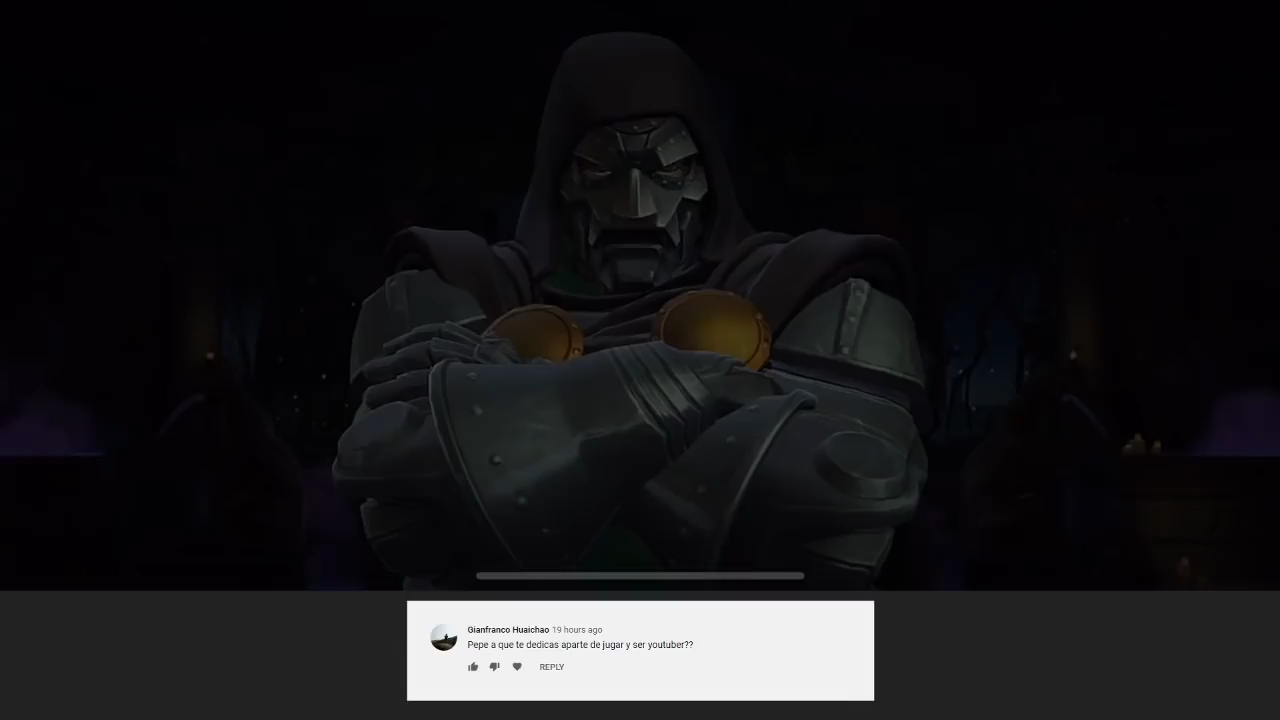 Gianfranco Huaichao 19 hours ago
Pepe a que te dedicas aparte de jugar y ser youtuber??
REPLY